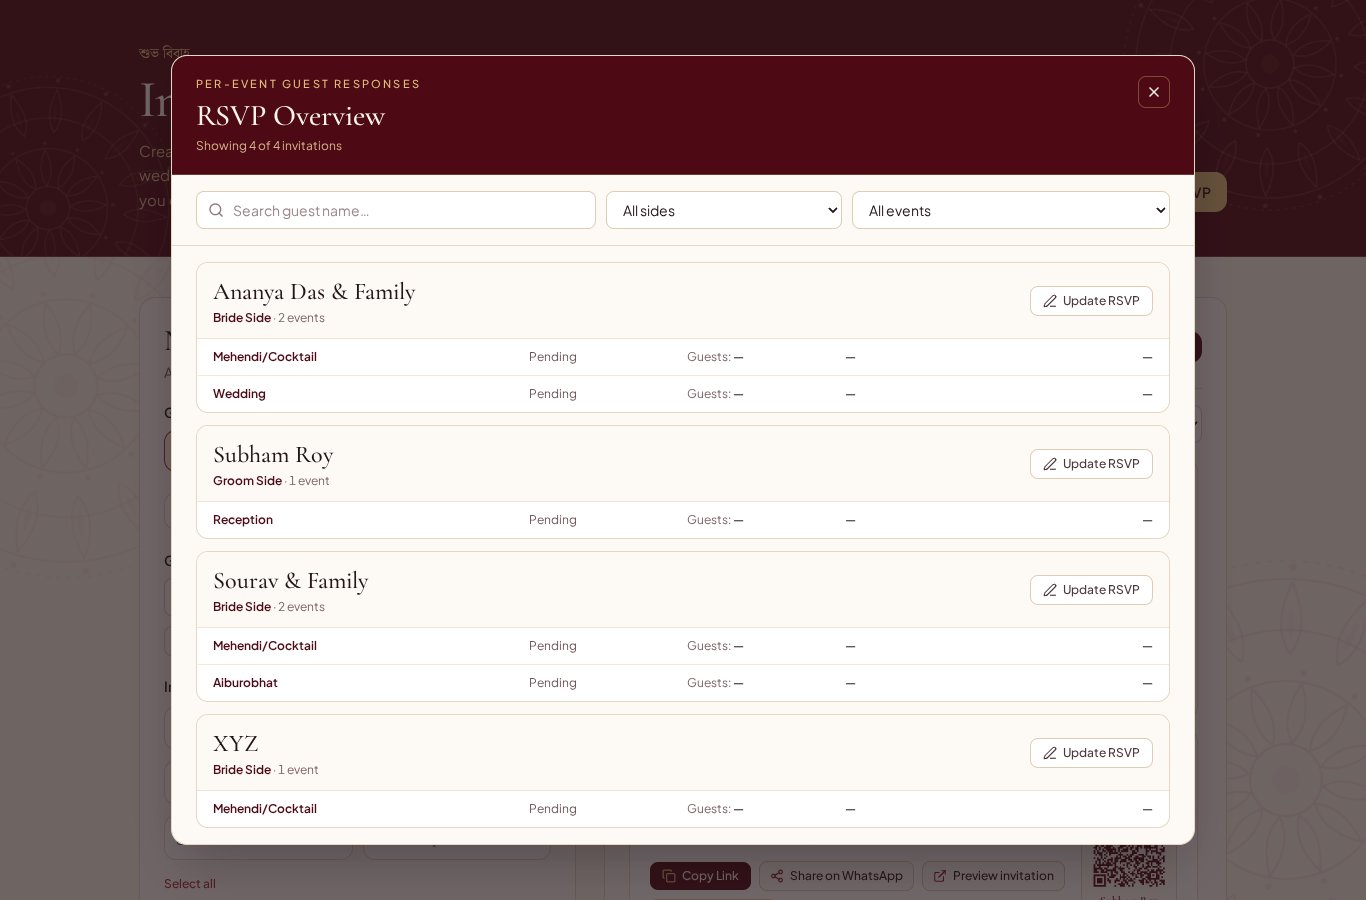 শুভ বিবাহ
PER-EVENT GUEST RESPONSES
RSVP Overview
Showing 4 of 4 invitations
Search guest name...
All sides
All events
Ananya Das & Family
Bride Side · 2 events
Update RSVP
Mehendi/Cocktail Pending Guests: — — —
Wedding Pending Guests: — — —
Subham Roy
Groom Side · 1 event
Update RSVP
Reception Pending Guests: — — —
Sourav & Family
Bride Side · 2 events
Update RSVP
Mehendi/Cocktail Pending Guests: — — —
Aiburobhat Pending Guests: — — —
XYZ
Bride Side · 1 event
Update RSVP
Mehendi/Cocktail Pending Guests: — — —
Select all
Copy Link
Share on WhatsApp
Preview invitation